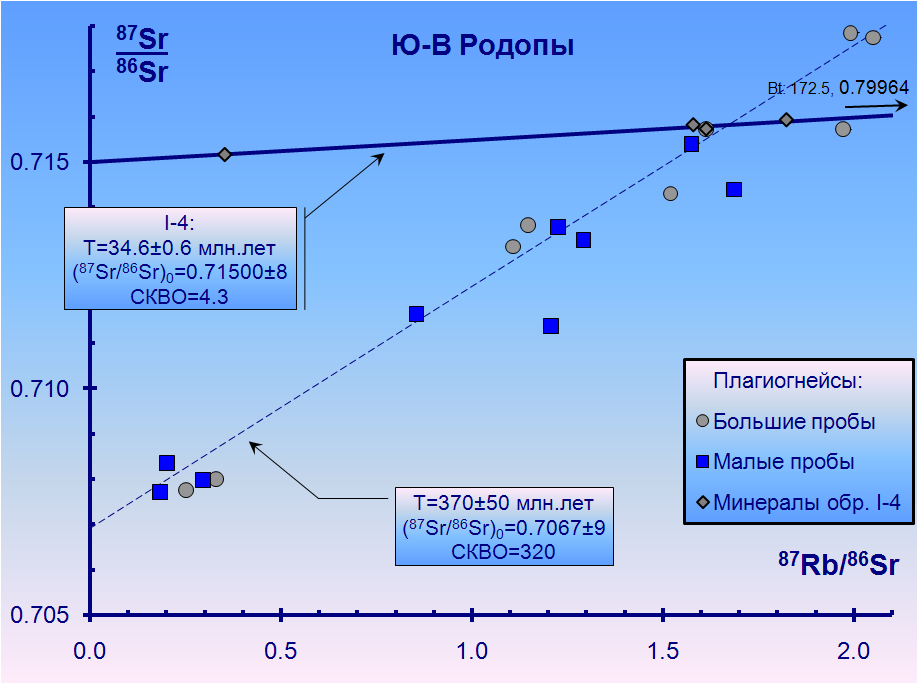 ⁸⁷Sr
⁸⁶Sr
Ю-В Родопы
Bt: 172.5, 0.79964
0.715
I-4:
T=34.6±0.6 млн.лет
(⁸⁷Sr/⁸⁶Sr)₀=0.71500±8
СКВО=4.3
0.710
Плагиогнейсы:
Большие пробы
Малые пробы
Минералы обр. I-4
T=370±50 млн.лет
(⁸⁷Sr/⁸⁶Sr)₀=0.7067±9
СКВО=320
⁸⁷Rb/⁸⁶Sr
0.705
0.0 0.5 1.0 1.5 2.0